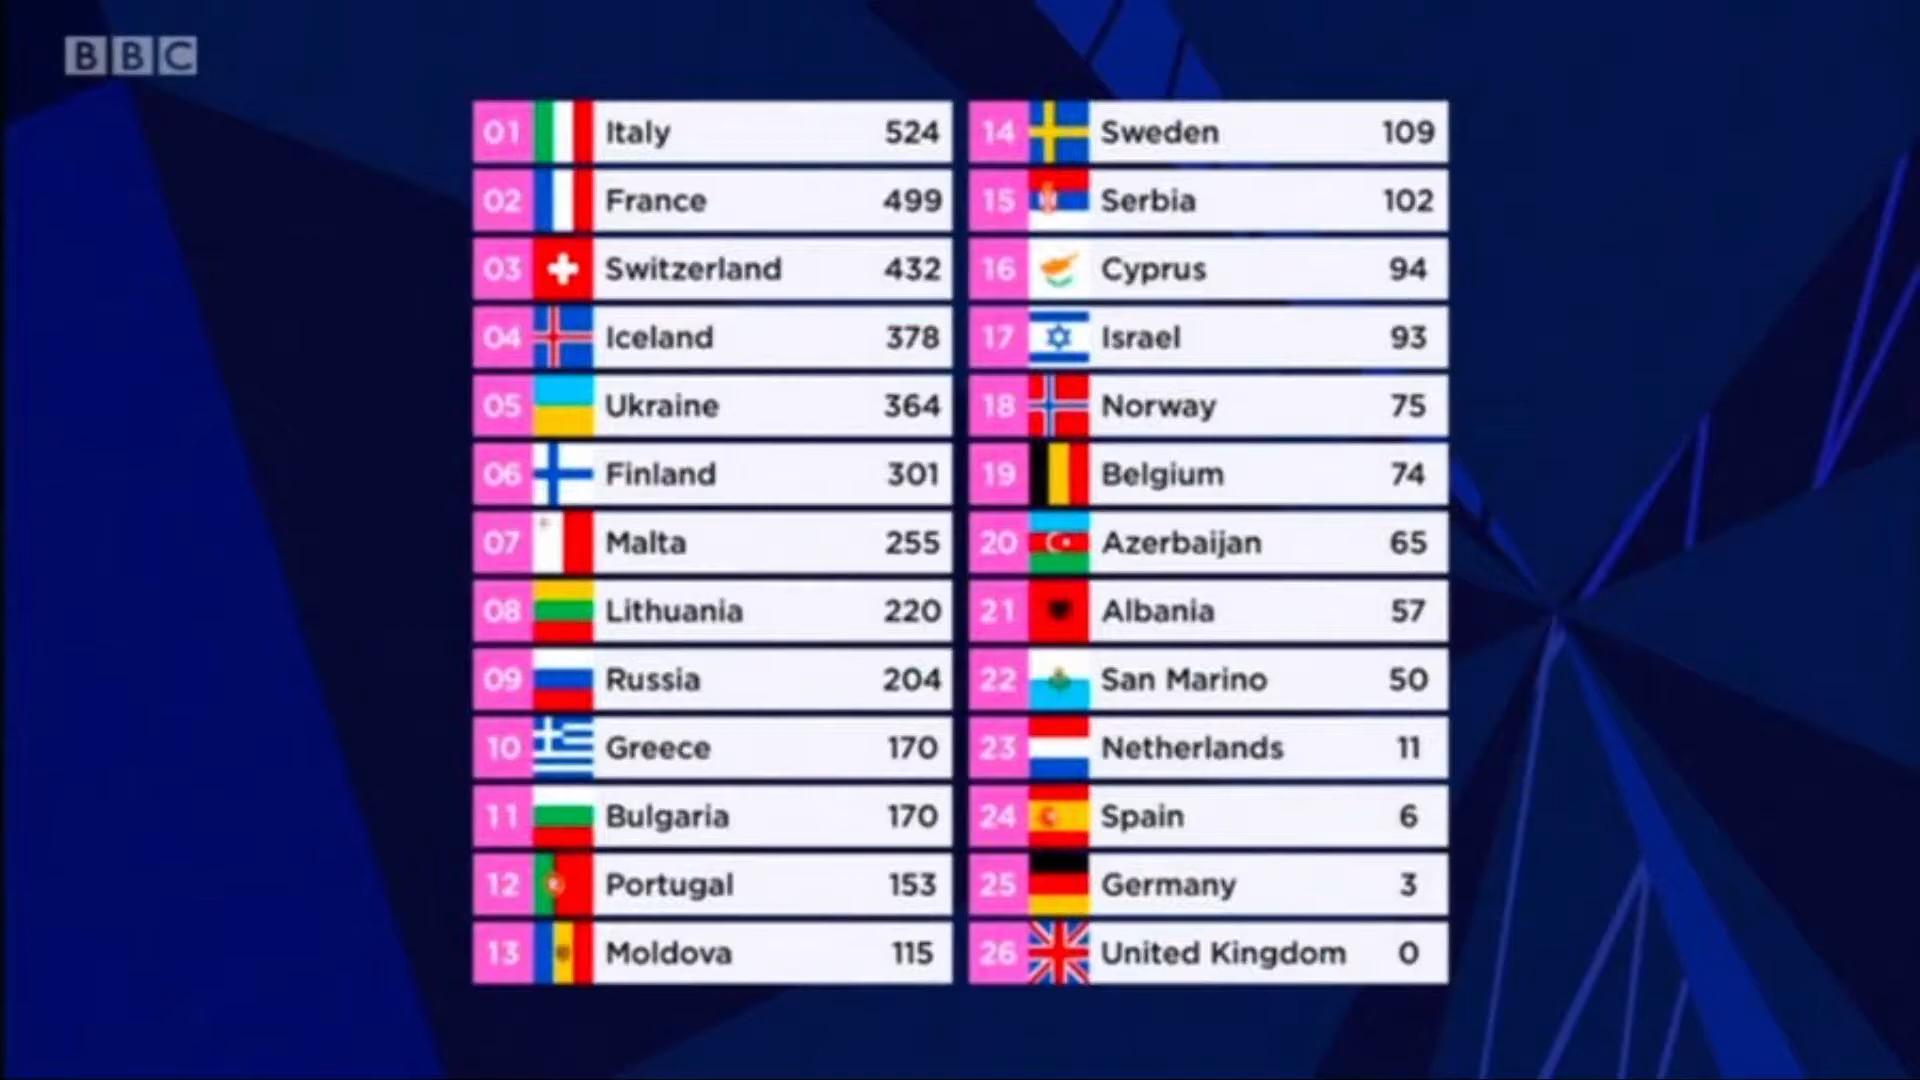 BBC
01 Italy 524
02 France 499
03 Switzerland 432
04 Iceland 378
05 Ukraine 364
06 Finland 301
07 Malta 255
08 Lithuania 220
09 Russia 204
10 Greece 170
11 Bulgaria 170
12 Portugal 153
13 Moldova 115
14 Sweden 109
15 Serbia 102
16 Cyprus 94
17 Israel 93
18 Norway 75
19 Belgium 74
20 Azerbaijan 65
21 Albania 57
22 San Marino 50
23 Netherlands 11
24 Spain 6
25 Germany 3
26 United Kingdom 0